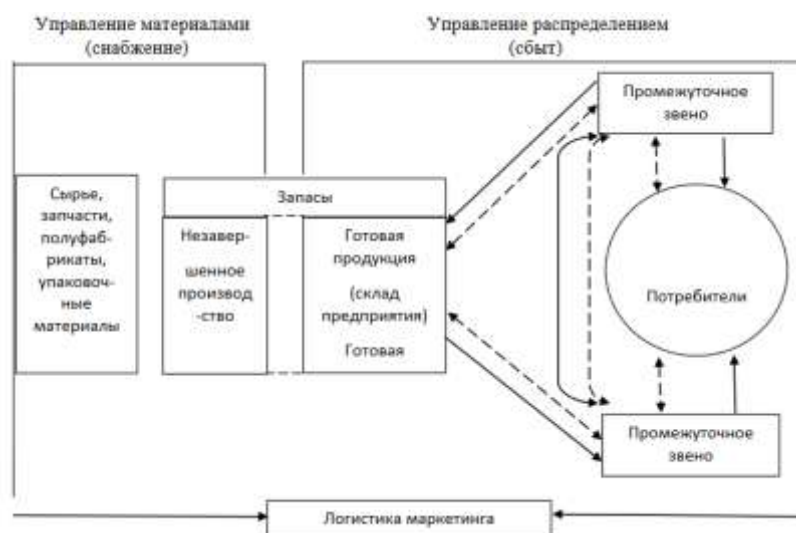 Управление материалами
(снабжение)
Управление распределением
(сбыт)
Промежуточное
звено
Сырье,
запчасти,
полуфаб-
рикаты,
упаковоч-
ные
материалы
Запасы
Незавер-
шенное
производ
-ство
Готовая
продукция
(склад
предприятия)
Готовая
Потребители
Промежуточное
звено
Логистика маркетинга